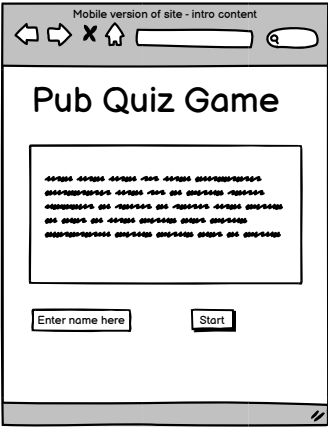 Mobile version of site - intro content
Pub Quiz Game
Enter name here
Start